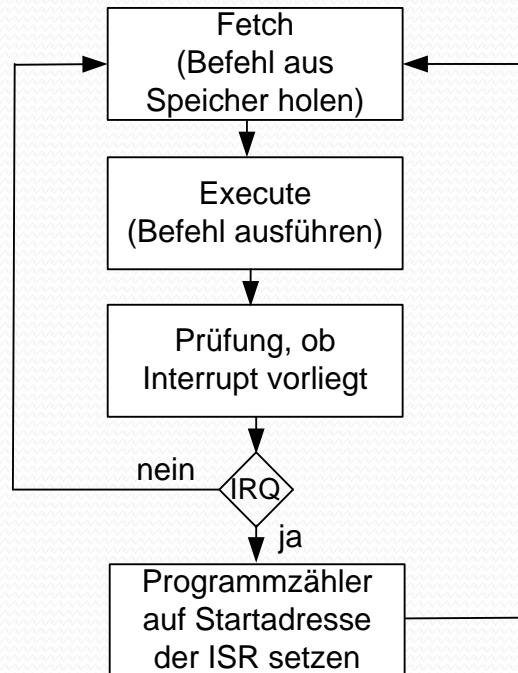 Fetch
(Befehl aus
Speicher holen)
Execute
(Befehl ausführen)
Prüfung, ob
Interrupt vorliegt
nein
IRQ
ja
Programmzähler
auf Startadresse
der ISR setzen